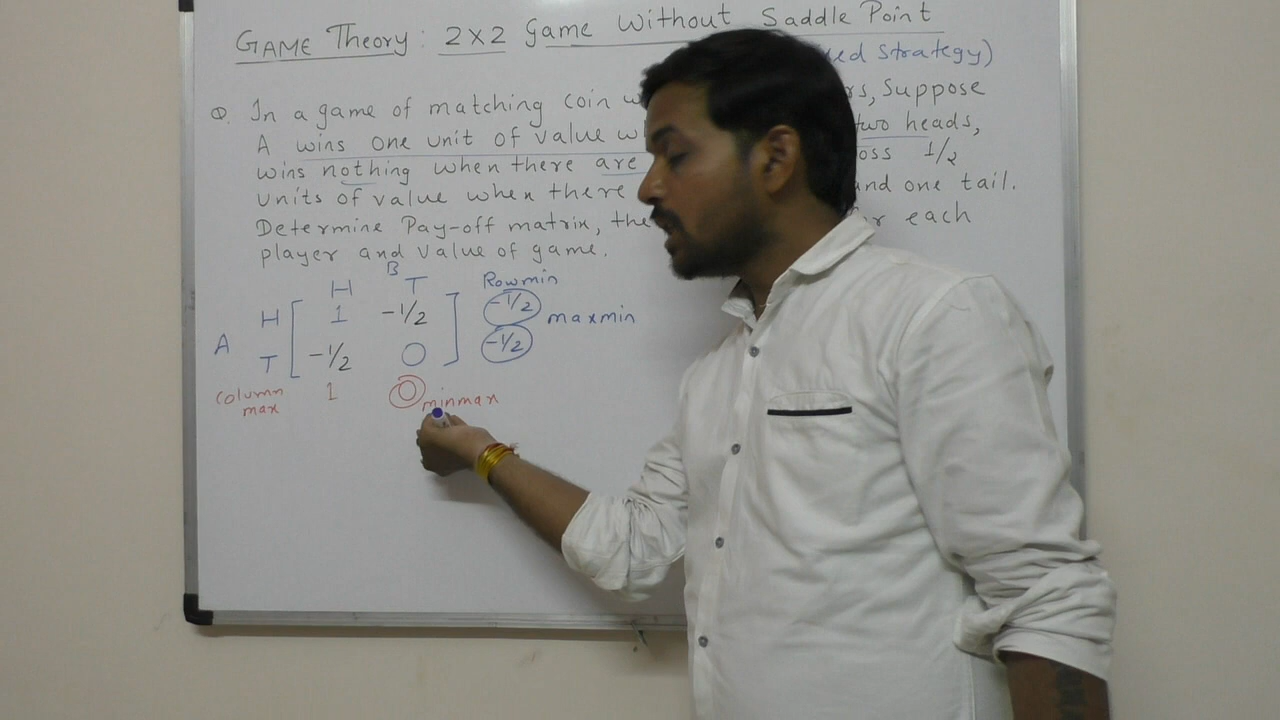 GAME Theory: 2x2 Game Without Saddle Point
ed Strategy)
Q. In a game of matching coin rs, Suppose
A wins one unit of value two heads,
wins nothing when there are oss 1/2
units of value when there and one tail.
Determine Pay-off matrix, the each
player and value of game.
B
H T Rowmin
H 1 -1/2 -1/2 maxmin
A
T -1/2 0 -1/2
column max 1 0 minmax